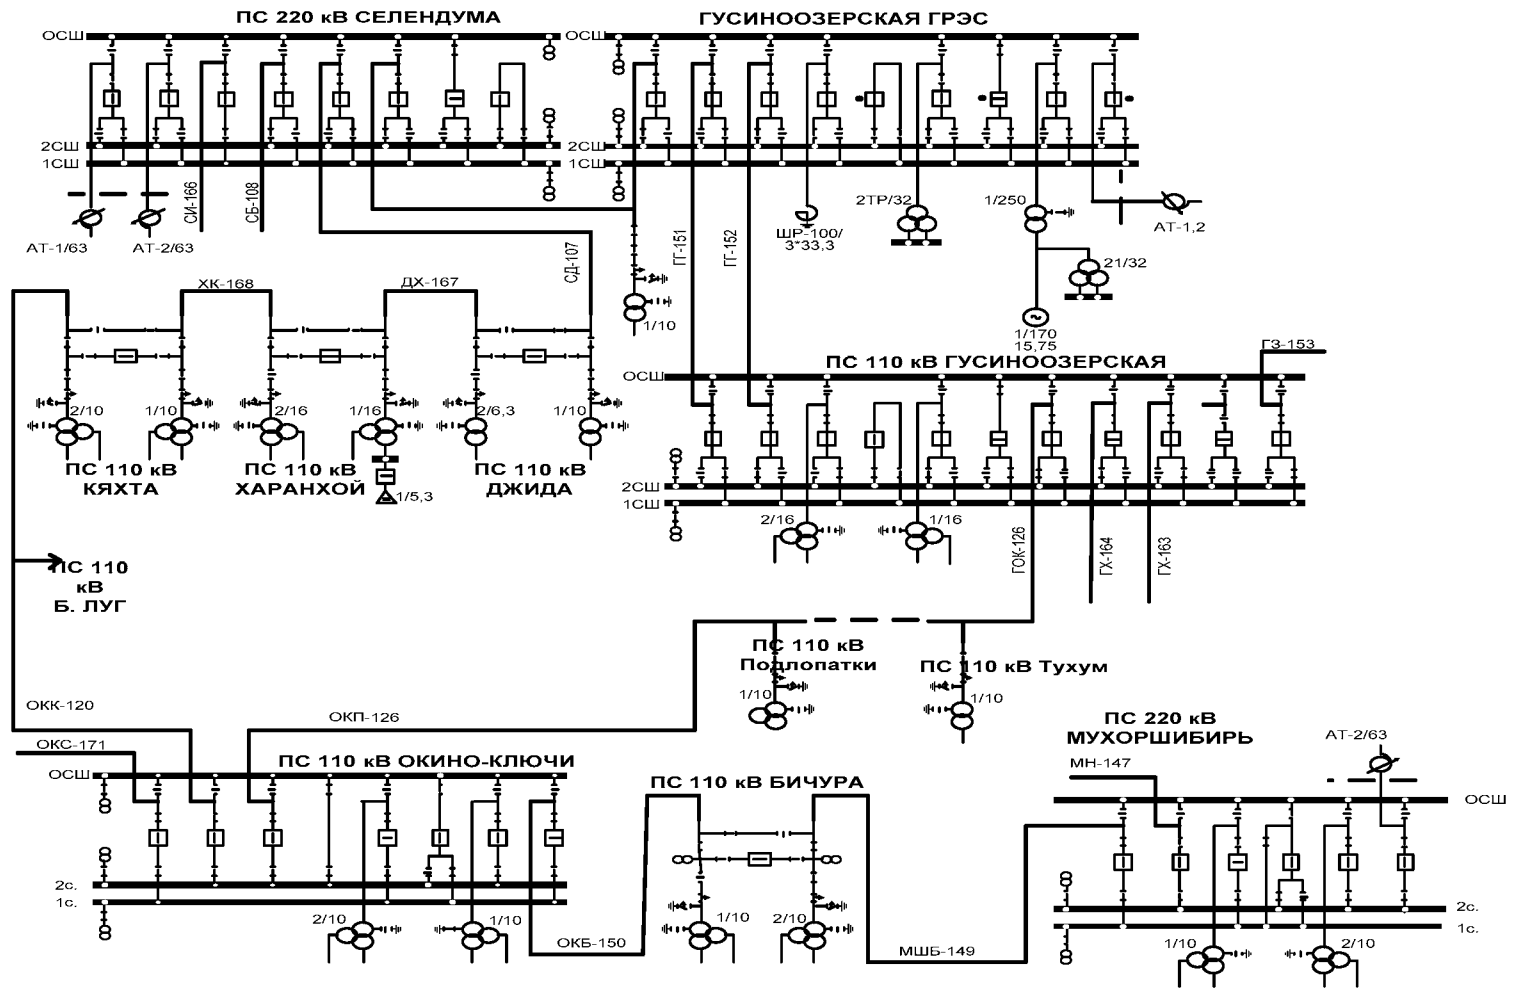 ПС 220 кВ СЕЛЕНДУМА
ГУСИНООЗЕРСКАЯ ГРЭС
ОСШ
ОСШ
2СШ
1СШ
2СШ
1СШ
СИ-166
СБ-108
АТ-1/63
АТ-2/63
СД-107
1/10
ГГ-151
ГГ-152
ШР-100/
3*33,3
2ТР/32
1/250
21/32
1/170
15,75
АТ-1,2
ХК-168
ДХ-167
2/10
1/10
2/16
1/16
2/6,3
1/10
ПС 110 кВ
КЯХТА
ПС 110 кВ
ХАРАНХОЙ
ПС 110 кВ
ДЖИДА
1/5,3
ПС 110 кВ ГУСИНООЗЕРСКАЯ
ГЗ-153
ОСШ
2СШ
1СШ
2/16
1/16
ГОК-126
ГХ-164
ГХ-163
ПС 110
кВ
Б. ЛУГ
ПС 110 кВ
Подлопатки
1/10
ПС 110 кВ Тухум
1/10
ОКК-120
ОКП-126
ОКС-171
ПС 110 кВ ОКИНО-КЛЮЧИ
ОСШ
2с.
1с.
2/10
1/10
ОКБ-150
ПС 110 кВ БИЧУРА
1/10
2/10
МШБ-149
ПС 220 кВ
МУХОРШИБИРЬ
МН-147
АТ-2/63
ОСШ
2с.
1с.
1/10
2/10